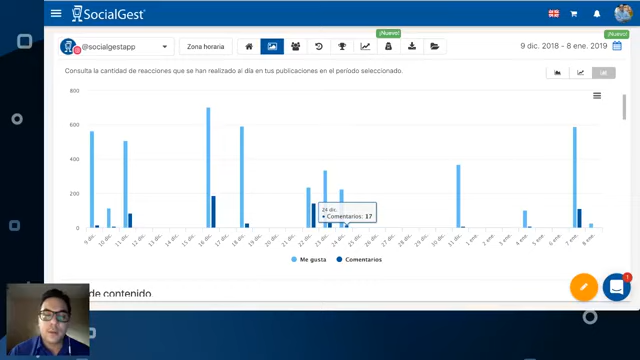 SocialGest
¡Nuevo!
@socialgestapp
Zona horaria
¡Nuevo!
9 dic. 2018 - 8 ene. 2019
Consulta la cantidad de reacciones que se han realizado al día en tus publicaciones en el período seleccionado.
800
600
400
200
0
24 dic.
Comentarios: 17
9 dic.
10 dic.
11 dic.
12 dic.
13 dic.
14 dic.
15 dic.
16 dic.
17 dic.
18 dic.
19 dic.
20 dic.
21 dic.
22 dic.
23 dic.
24 dic.
25 dic.
26 dic.
27 dic.
28 dic.
29 dic.
30 dic.
31 dic.
1 ene.
2 ene.
3 ene.
4 ene.
5 ene.
6 ene.
7 ene.
8 ene.
Me gusta
Comentarios
de contenido
1